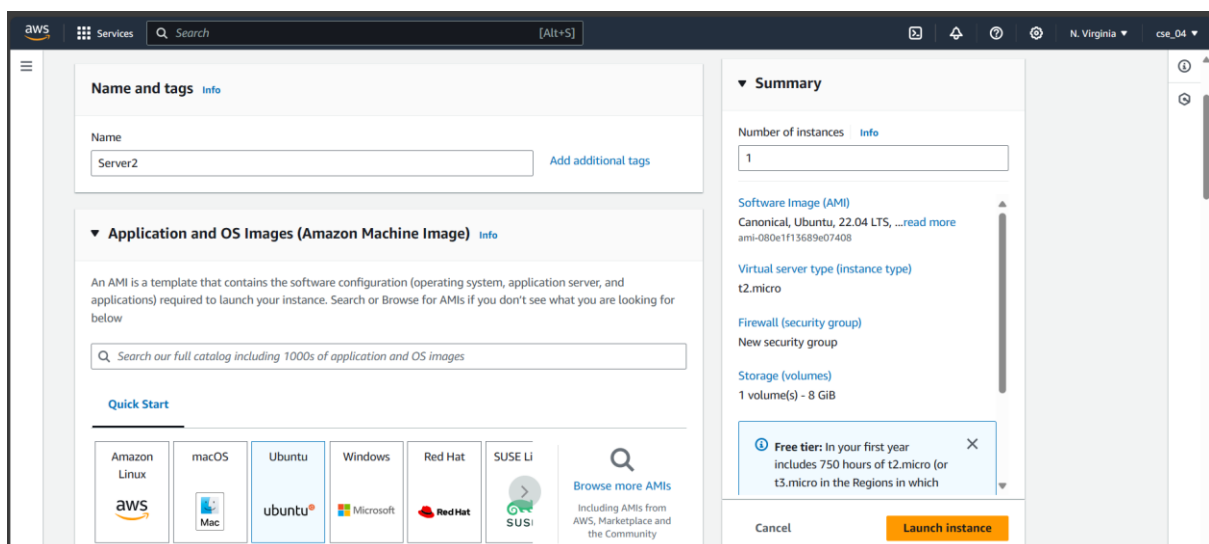 aws
Services
Search
[Alt+S]
N. Virginia
cse_04
Name and tags Info
Name
Server2
Add additional tags
Application and OS Images (Amazon Machine Image) Info
An AMI is a template that contains the software configuration (operating system, application server, and
applications) required to launch your instance. Search or Browse for AMIs if you don't see what you are looking for
below
Search our full catalog including 1000s of application and OS images
Quick Start
Amazon
Linux
aws
macOS
Mac
Ubuntu
ubuntu
Windows
Microsoft
Red Hat
Red Hat
SUSE Li
SUS
Browse more AMIs
Including AMIs from
AWS, Marketplace and
the Community
Summary
Number of instances Info
1
Software Image (AMI)
Canonical, Ubuntu, 22.04 LTS, ...read more
ami-080e1f13689e07408
Virtual server type (instance type)
t2.micro
Firewall (security group)
New security group
Storage (volumes)
1 volume(s) - 8 GiB
Free tier: In your first year
includes 750 hours of t2.micro (or
t3.micro in the Regions in which
Cancel
Launch instance